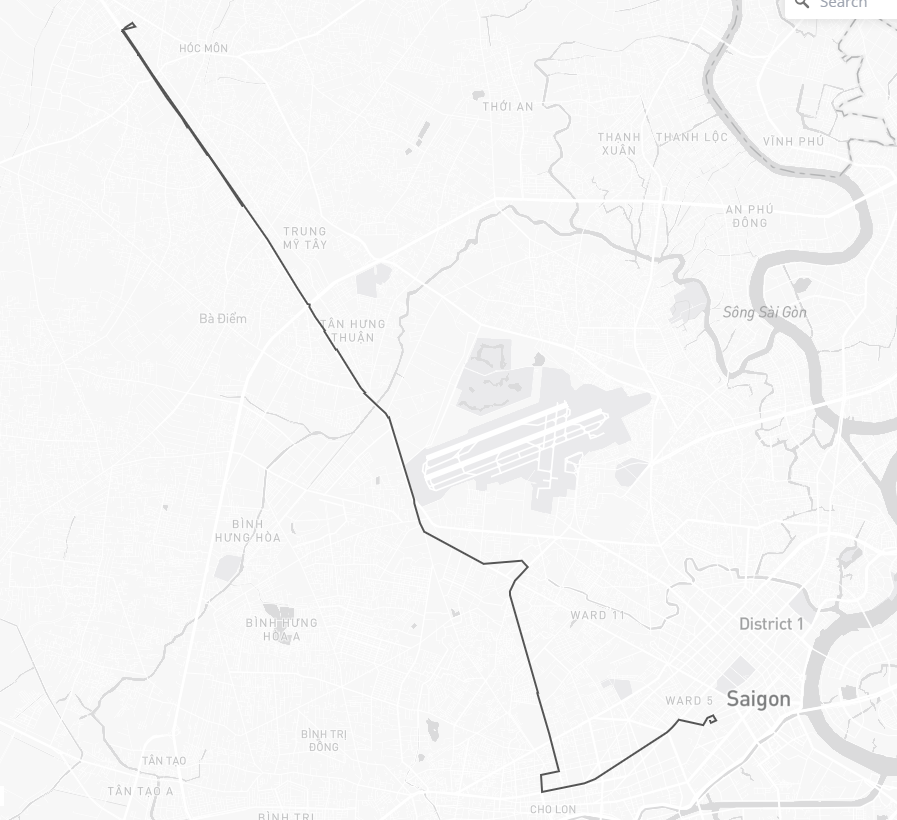 Search
HÓC MÔN
THỚI AN
THẠNH
XUÂN
THẠNH LỘC
VĨNH PHÚ
AN PHÚ
ĐÔNG
TRUNG
MỸ TÂY
Bà Điểm
TÂN HƯNG
THUẬN
Sông Sài Gòn
BÌNH
HƯNG HÒA
BÌNH HƯNG
HÒA A
WARD 11
District 1
WARD 5
Saigon
BÌNH TRỊ
ĐÔNG
TÂN TẠO
TÂN TẠO A
CHO LON
BÌNH TRỊ